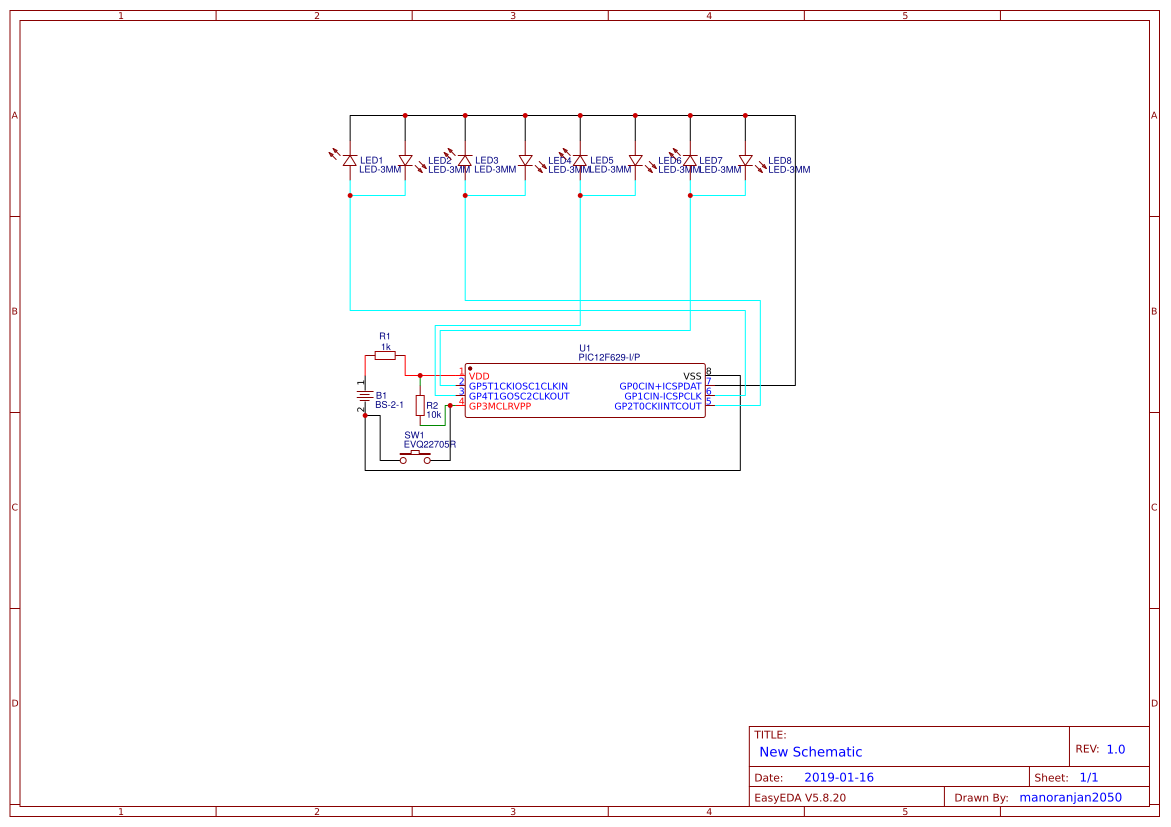 1 2 3 4 5
A A
LED1 LED2 LED3 LED4 LED5 LED6 LED7 LED8
LED-3MM LED-3MM LED-3MM LED-3MM LED-3MM LED-3MM LED-3MM LED-3MM
B B
R1
1k
U1
PIC12F629-I/P
1 VDD VSS 8
2 GP5T1CKIOSC1CLKIN GP0CIN+ICSPDAT 7
3 GP4T1GOSC2CLKOUT GP1CIN-ICSPCLK 6
4 GP3MCLRVPP GP2T0CKIINTCOUT 5
1
B1
BS-2-1
2
R2
10k
SW1
EVQ22705R
C C
D D
TITLE:
New Schematic
REV: 1.0
Date: 2019-01-16
Sheet: 1/1
EasyEDA V5.8.20
Drawn By: manoranjan2050
1 2 3 4 5